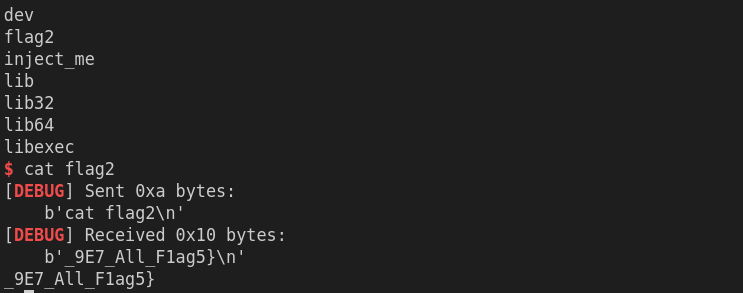 dev
flag2
inject_me
lib
lib32
lib64
libexec
$ cat flag2
[DEBUG] Sent 0xa bytes:
    b'cat flag2\n'
[DEBUG] Received 0x10 bytes:
    b'_9E7_All_F1ag5}\n'
_9E7_All_F1ag5}